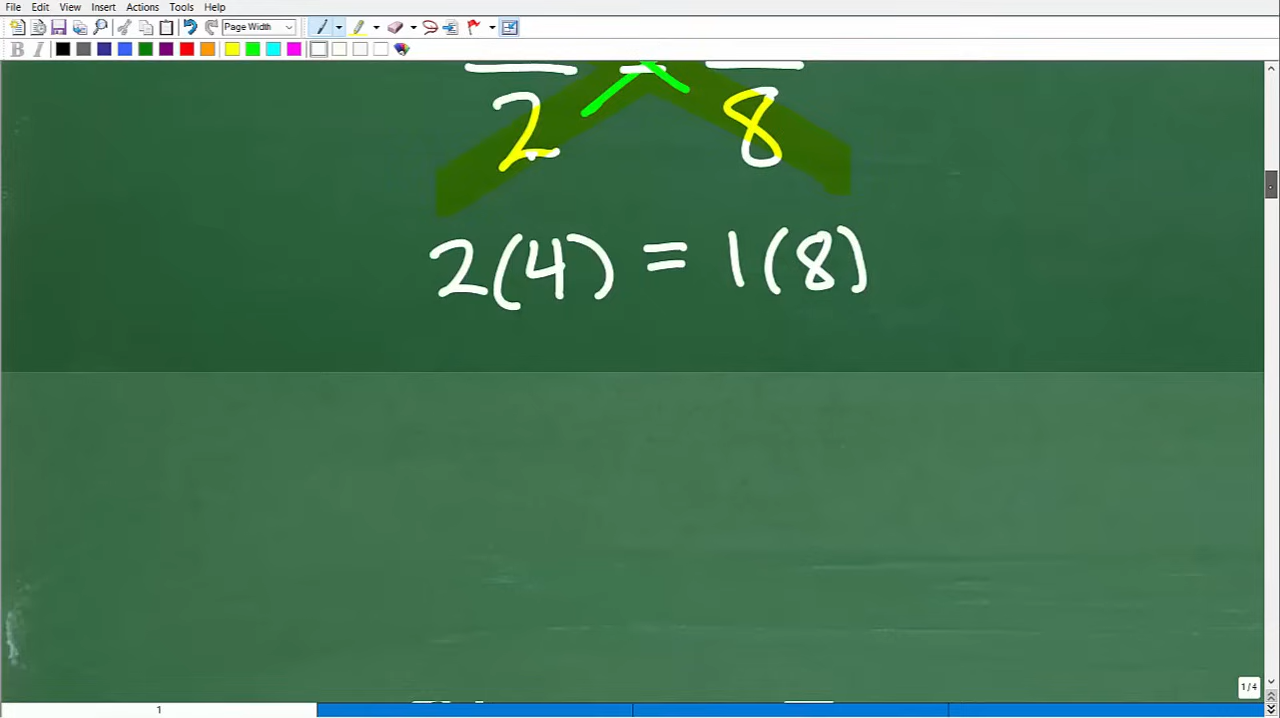 File Edit View Insert Actions Tools Help
Page Width
B I
2 8
2(4) = 1(8)
1/4
1